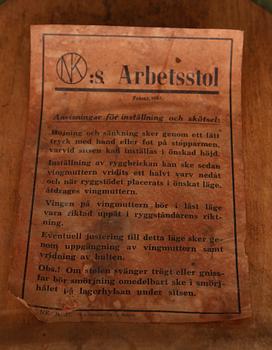 NK:s Arbetsstol
Anvisningar för inställning och skötsel:
Höjning och sänkning sker genom ett lätt
tryck med hand eller fot på stopparmen,
varvid sitsen kan inställas i önskad höjd.
Inställning av ryggbrickan kan ske sedan
vingmuttern vridits ett halvt varv nedåt
och när ryggstödet placerats i önskat läge,
åtdrages vingmuttern.
Vingen på vingmuttern bör i låst läge
vara riktad uppåt i ryggständarens rikt-
ning.
Eventuell justering till detta läge sker ge-
nom uppgängning av vingmuttern samt
vridning av bulten.
Obs.! Om stolen svänger trögt eller gniss-
lar bör smörjning omedelbart ske i smörj-
hålet på lagerhylsan under sitsen.